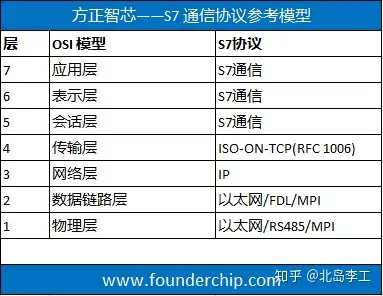 方正智芯——S7 通信协议参考模型
层 OSI 模型 S7协议
7 应用层 S7通信
6 表示层 S7通信
5 会话层 S7通信
4 传输层 ISO-ON-TCP(RFC 1006)
3 网络层 IP
2 数据链路层 以太网/FDL/MPI
1 物理层 以太网/RS485/MPI
www.founderchip.com
知乎 @北岛李工